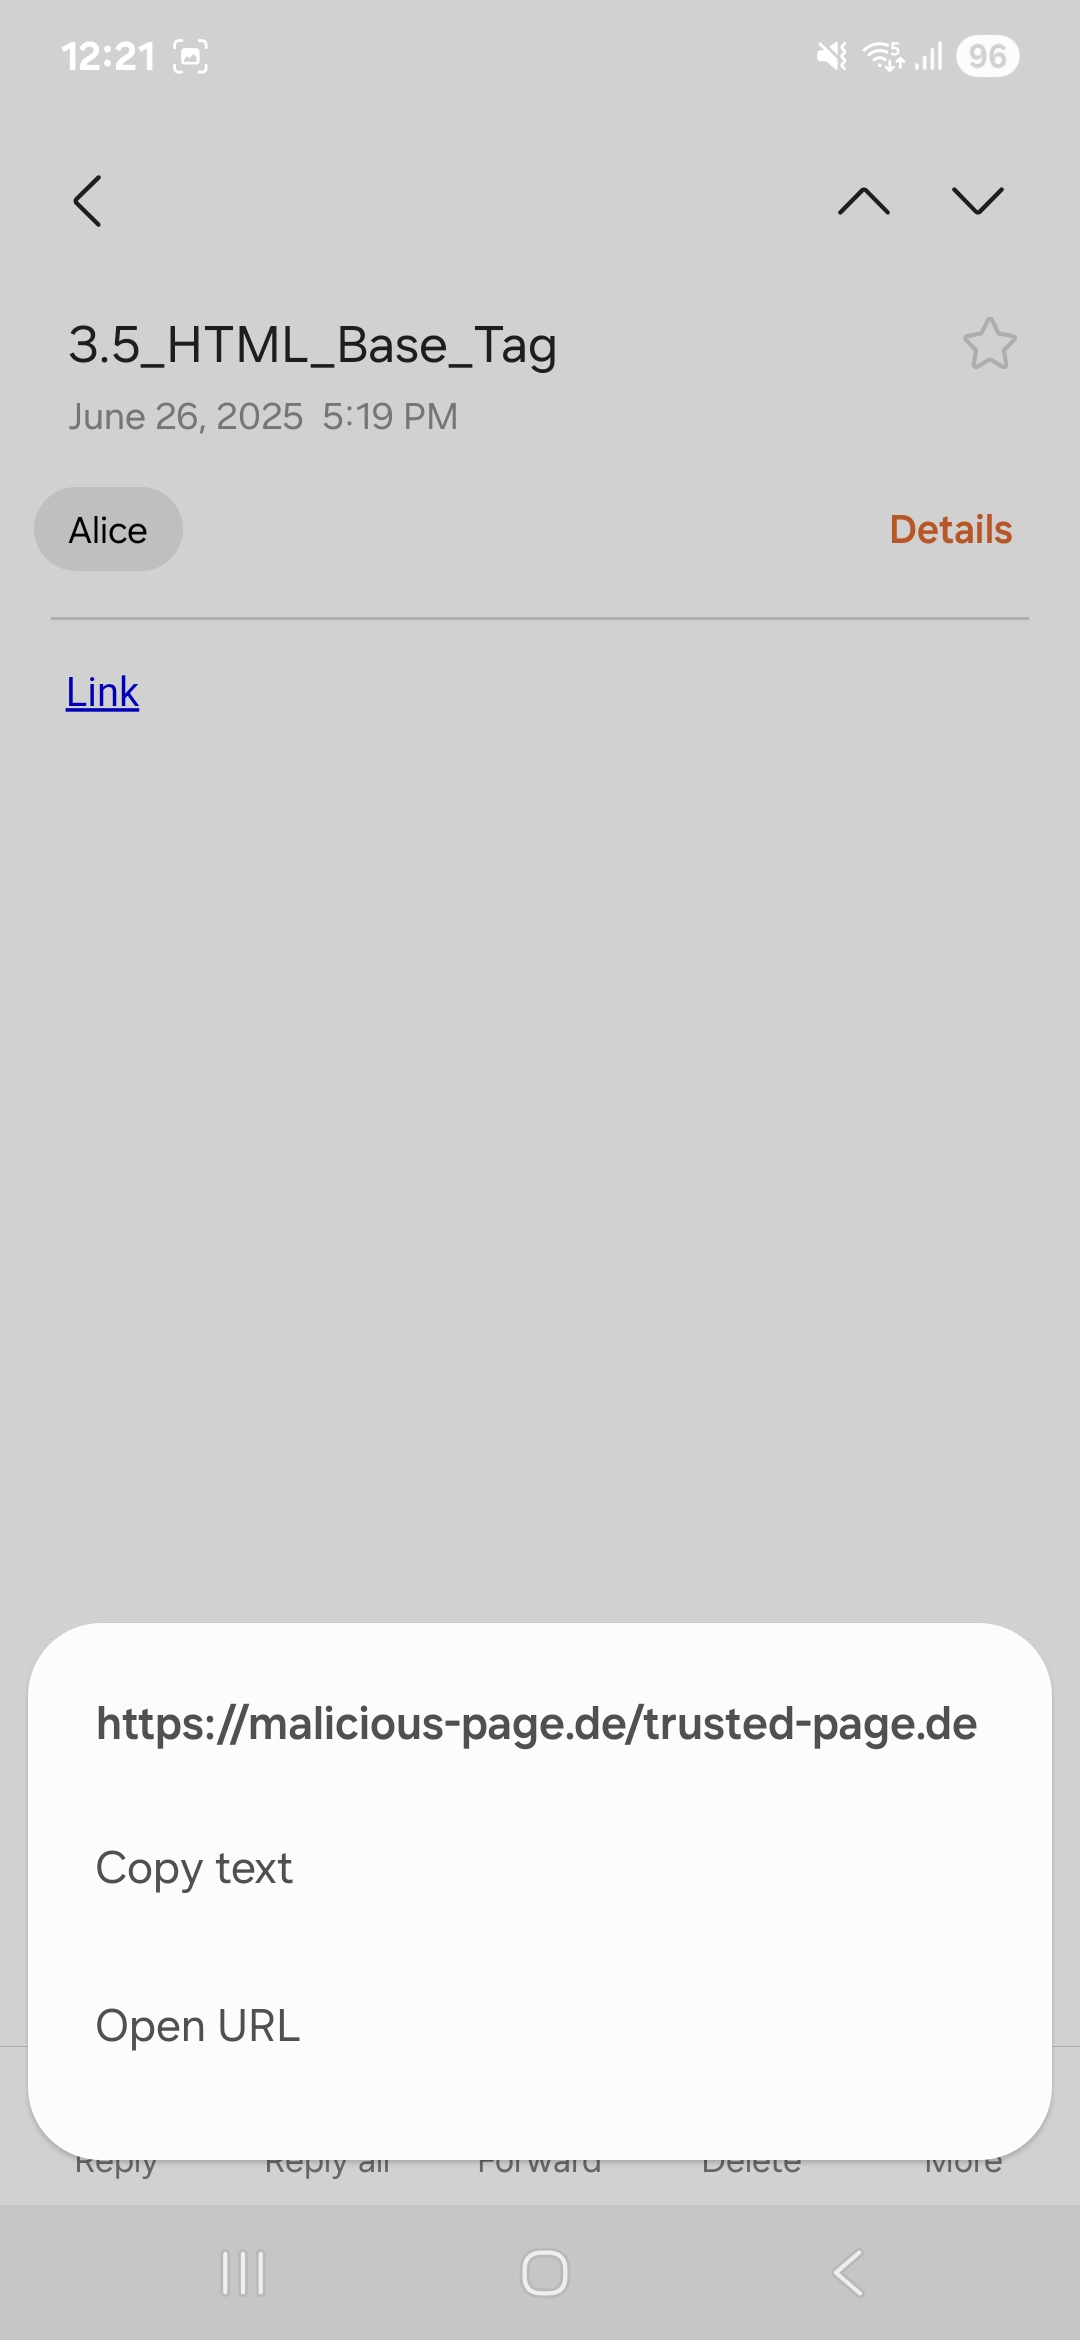 12:21
5
96
3.5_HTML_Base_Tag
June 26, 2025 5:19 PM
Alice
Details
Link
https://malicious-page.de/trusted-page.de
Copy text
Open URL
Reply Reply all Forward Delete More